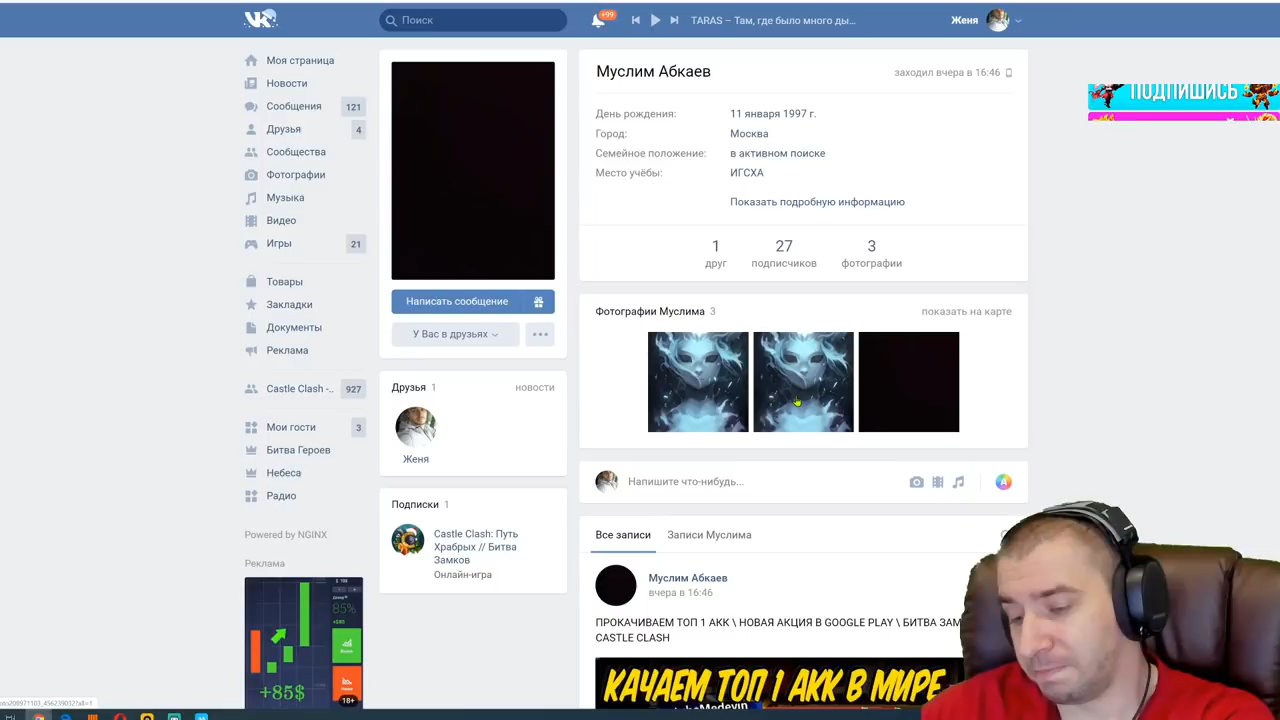 Поиск
+99
TARAS – Там, где было много ды...
Женя
Моя страница
Новости
Сообщения 121
Друзья 4
Сообщества
Фотографии
Музыка
Видео
Игры 21
Товары
Закладки
Документы
Реклама
Castle Clash -.. 927
Мои гости 3
Битва Героев
Небеса
Радио
Powered by NGINX
Реклама
85%
+85$
18+
Написать сообщение
У Вас в друзьях
Друзья 1 новости
Женя
Подписки 1
Castle Clash: Путь
Храбрых // Битва
Замков
Онлайн-игра
Муслим Абкаев
заходил вчера в 16:46
День рождения: 11 января 1997 г.
Город: Москва
Семейное положение: в активном поиске
Место учёбы: ИГСХА
Показать подробную информацию
1 27 3
друг подписчиков фотографии
Фотографии Муслима 3 показать на карте
Напишите что-нибудь...
Все записи Записи Муслима
Муслим Абкаев
вчера в 16:46
ПРОКАЧИВАЕМ ТОП 1 АКК \ НОВАЯ АКЦИЯ В GOOGLE PLAY \ БИТВА ЗАМ
CASTLE CLASH
КАЧАЕМ ТОП 1 АКК В МИРЕ
ПОДПИШИСЬ